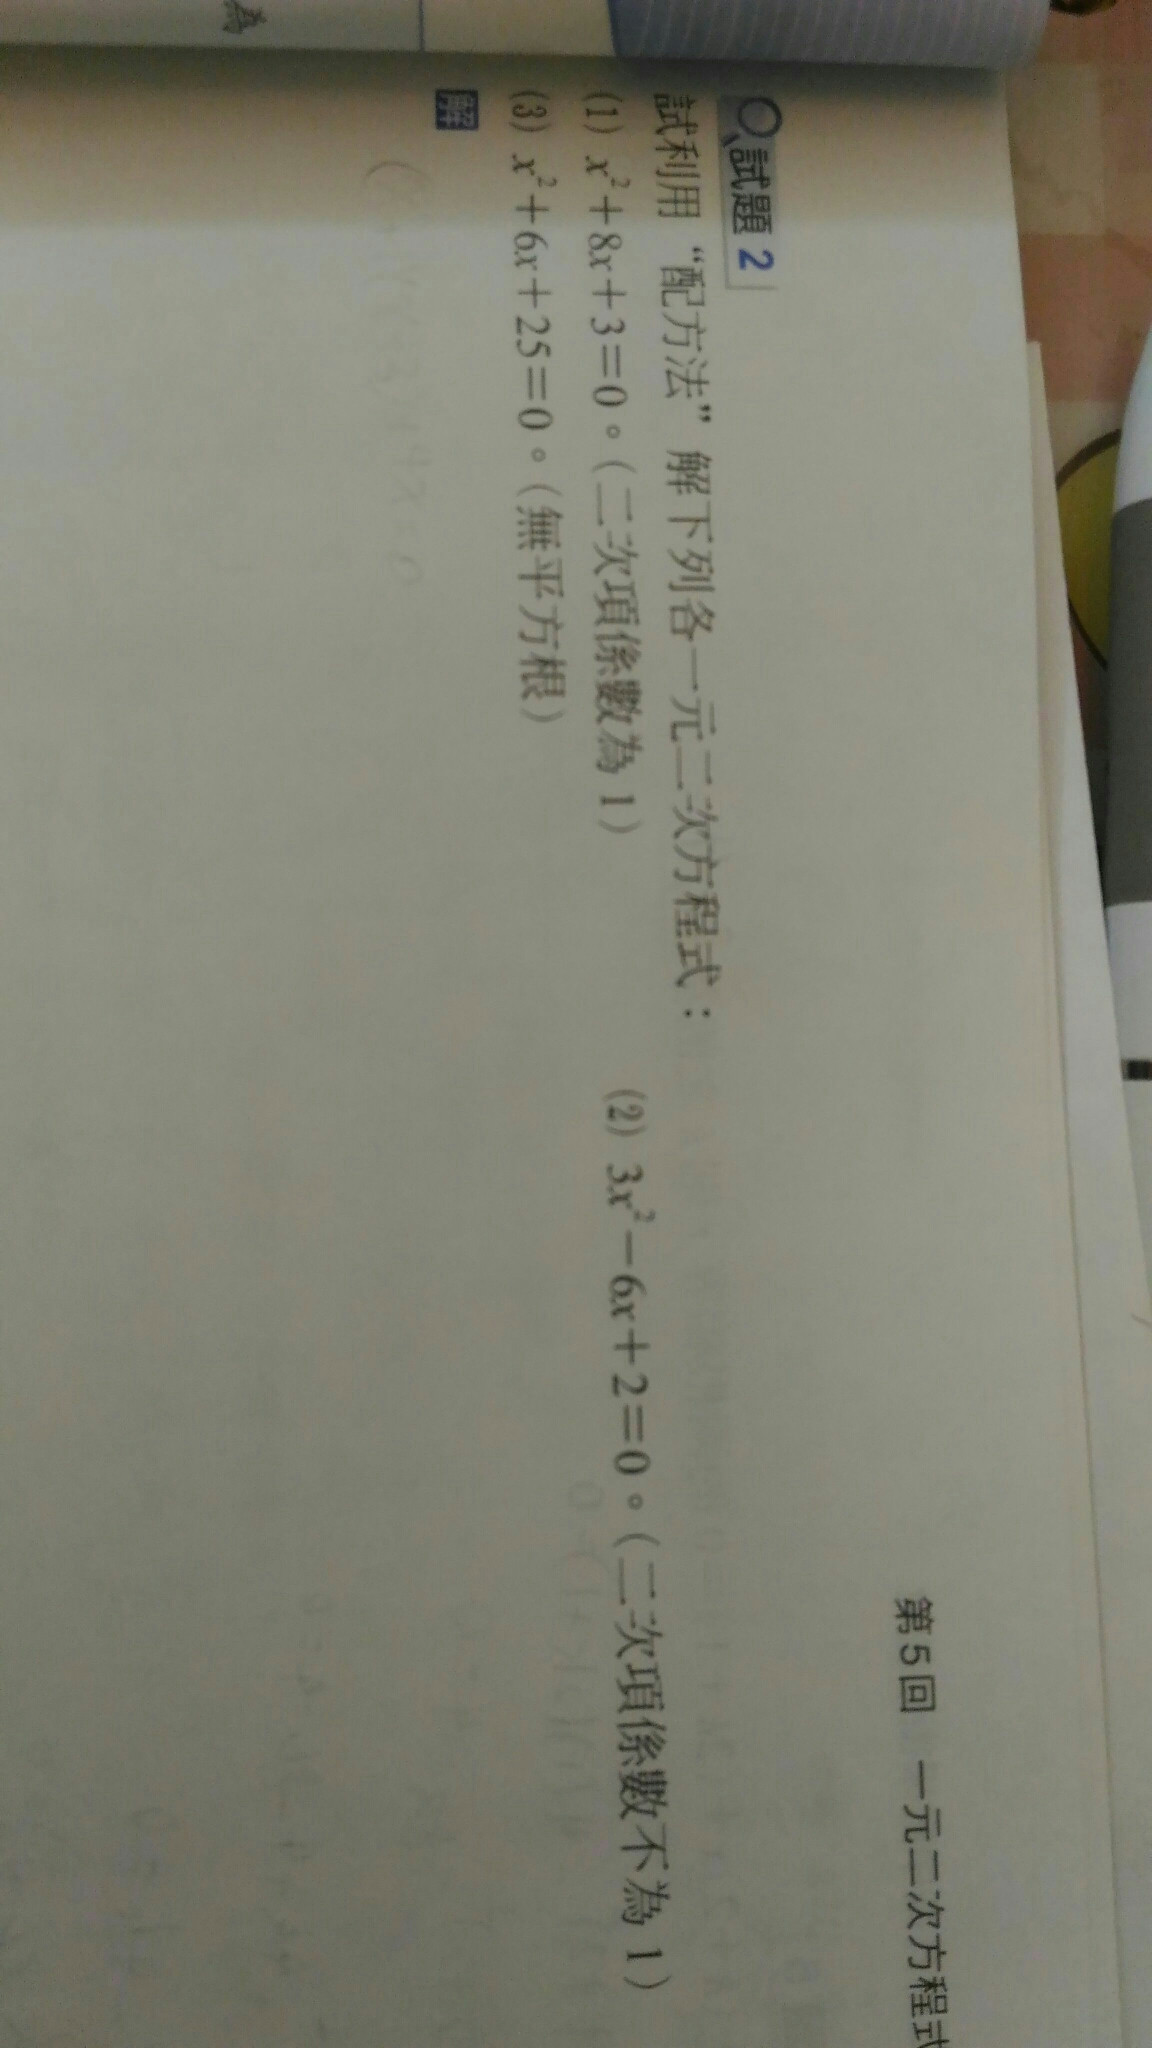 為
第5回 一元二次方程式
試題 2
試利用“配方法”解下列各一元二次方程式：
(1) x²+8x+3=0。(二次項係數為1) (2) 3x²−6x+2=0。(二次項係數不為1)
(3) x²+6x+25=0。(無平方根)
解